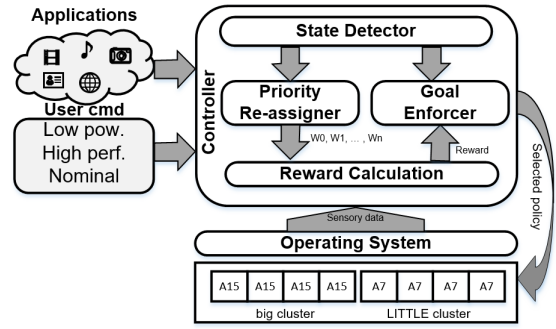 Applications
User cmd
Low pow.
High perf.
Nominal
Controller
State Detector
Priority
Re-assigner
Goal
Enforcer
W0, W1, ... , Wn
Reward
Reward Calculation
Selected policy
Sensory data
Operating System
A15 A15 A15 A15 A7 A7 A7 A7
big cluster LITTLE cluster